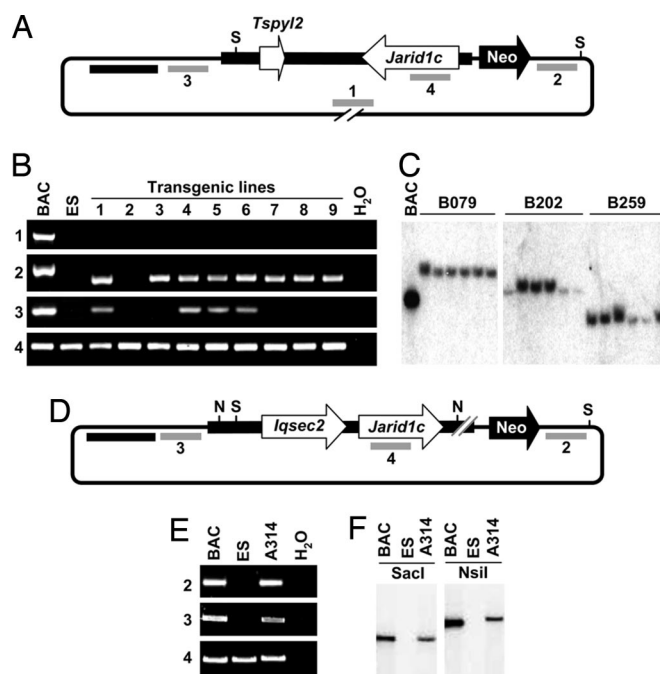 A
Tspyl2
S
S
Jarid1c
Neo
3
4
2
1
B
Transgenic lines
BAC
ES
1 2 3 4 5 6 7 8 9
H₂O
1
2
3
4
C
BAC
B079 B202 B259
D
N S
N
S
Iqsec2
Jarid1c
Neo
3
4
2
E
BAC
ES
A314
H₂O
2
3
4
F
BAC
ES
A314
BAC
ES
A314
SacI NsiI